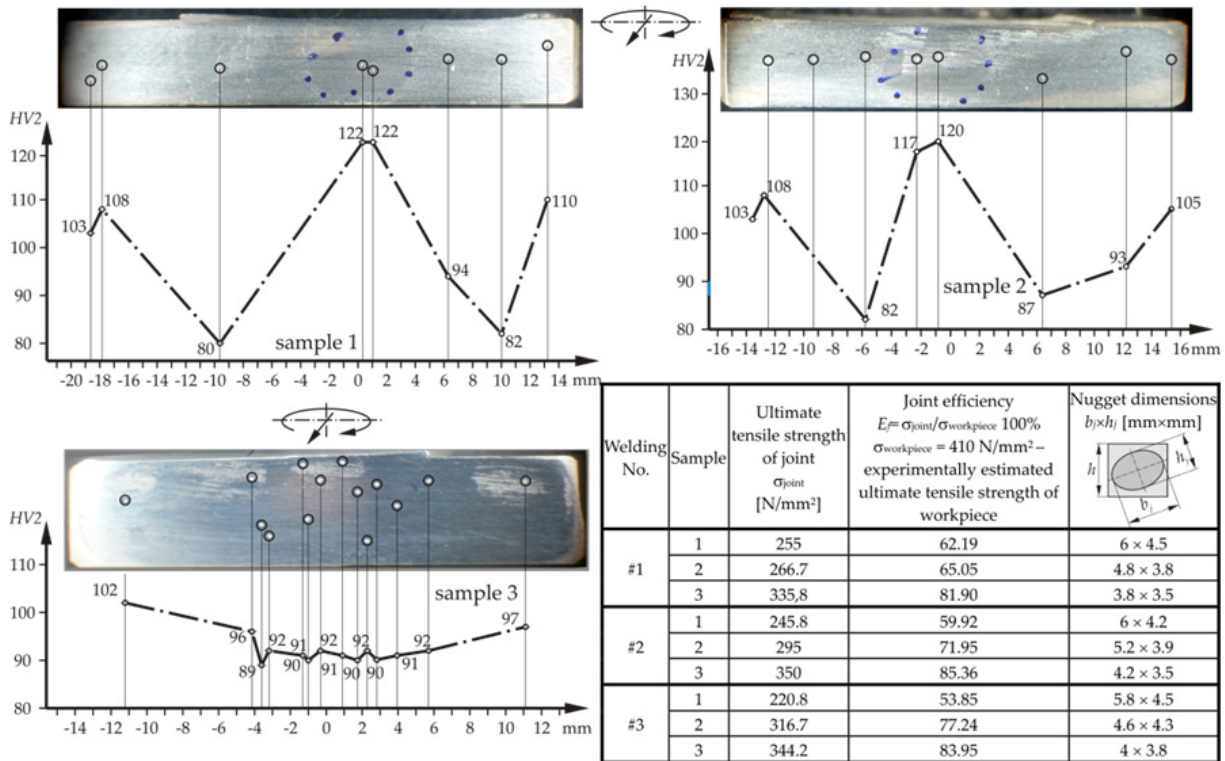 HV2
120
110
100
90
80
103
108
80
122
122
94
82
110
sample 1
-20 -18 -16 -14 -12 -10 -8 -6 -4 -2 0 2 4 6 8 10 12 14 mm
HV2
130
120
110
100
90
80
103
108
82
117
120
87
93
105
sample 2
-16 -14 -12 -10 -8 -6 -4 -2 0 2 4 6 8 10 12 14 16 mm
HV2
110
100
90
80
102
96
89
92
91
90
92
91
90
92
90
91
92
97
sample 3
-14 -12 -10 -8 -6 -4 -2 0 2 4 6 8 10 12 mm
Welding No. Sample Ultimate tensile strength of joint σjoint [N/mm²] Joint efficiency Ef= σjoint/σworkpiece 100% σworkpiece = 410 N/mm² – experimentally estimated ultimate tensile strength of workpiece Nugget dimensions bj×hj [mm×mm]
h hj bj
#1 1 255 62.19 6 × 4.5
2 266.7 65.05 4.8 × 3.8
3 335,8 81.90 3.8 × 3.5
#2 1 245.8 59.92 6 × 4.2
2 295 71.95 5.2 × 3.9
3 350 85.36 4.2 × 3.5
#3 1 220.8 53.85 5.8 × 4.5
2 316.7 77.24 4.6 × 4.3
3 344.2 83.95 4 × 3.8